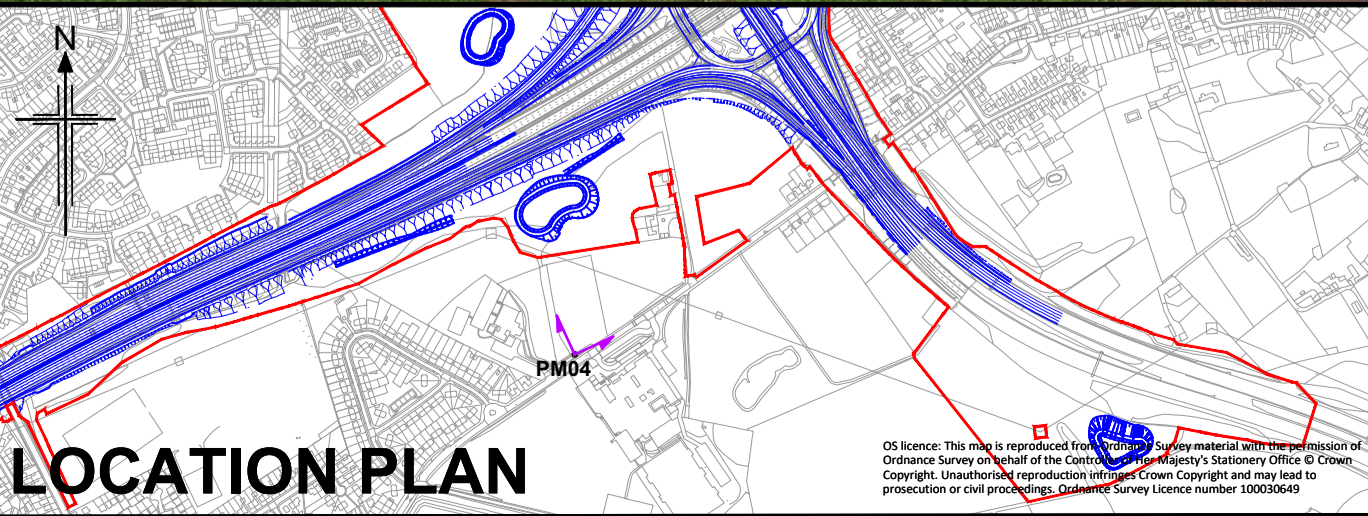 N
PM04
LOCATION PLAN
OS licence: This map is reproduced from Ordnance Survey material with the permission of
Ordnance Survey on behalf of the Controller of Her Majesty's Stationery Office © Crown
Copyright. Unauthorised reproduction infringes Crown Copyright and may lead to
prosecution or civil proceedings. Ordnance Survey Licence number 100030649